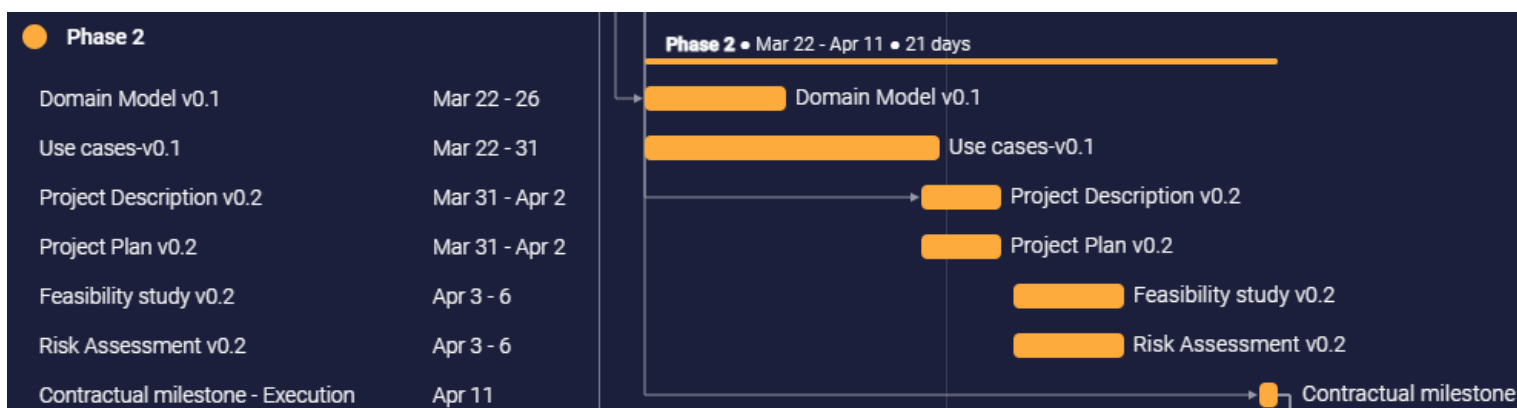 Phase 2
Phase 2 • Mar 22 - Apr 11 • 21 days
Domain Model v0.1 Mar 22 - 26 Domain Model v0.1
Use cases-v0.1 Mar 22 - 31 Use cases-v0.1
Project Description v0.2 Mar 31 - Apr 2 Project Description v0.2
Project Plan v0.2 Mar 31 - Apr 2 Project Plan v0.2
Feasibility study v0.2 Apr 3 - 6 Feasibility study v0.2
Risk Assessment v0.2 Apr 3 - 6 Risk Assessment v0.2
Contractual milestone - Execution Apr 11 Contractual milestone